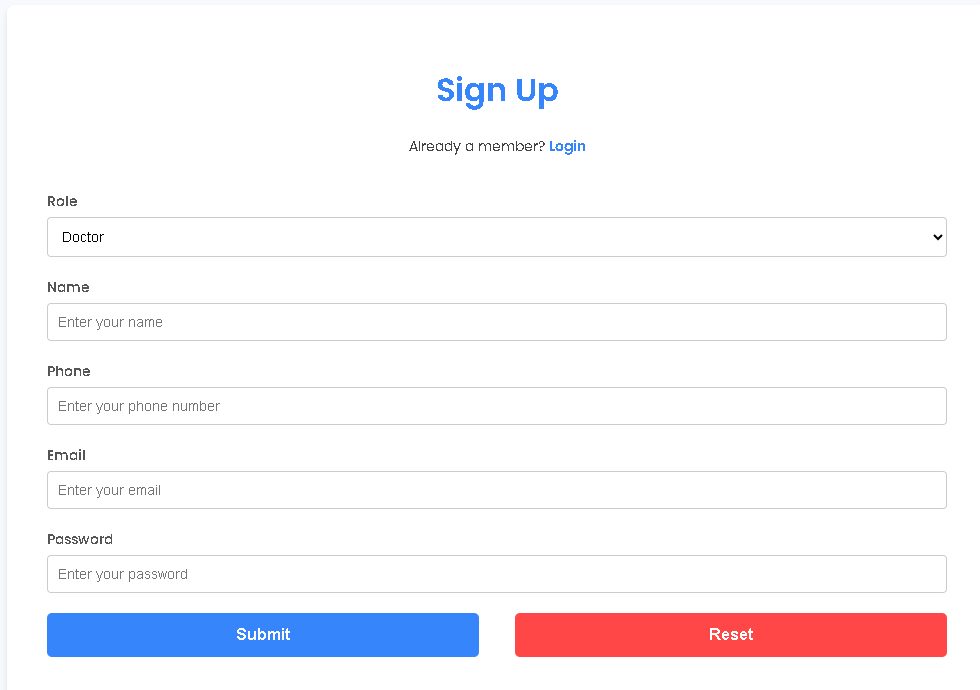 Sign Up
Already a member? Login
Role
Doctor
Name
Enter your name
Phone
Enter your phone number
Email
Enter your email
Password
Enter your password
Submit Reset